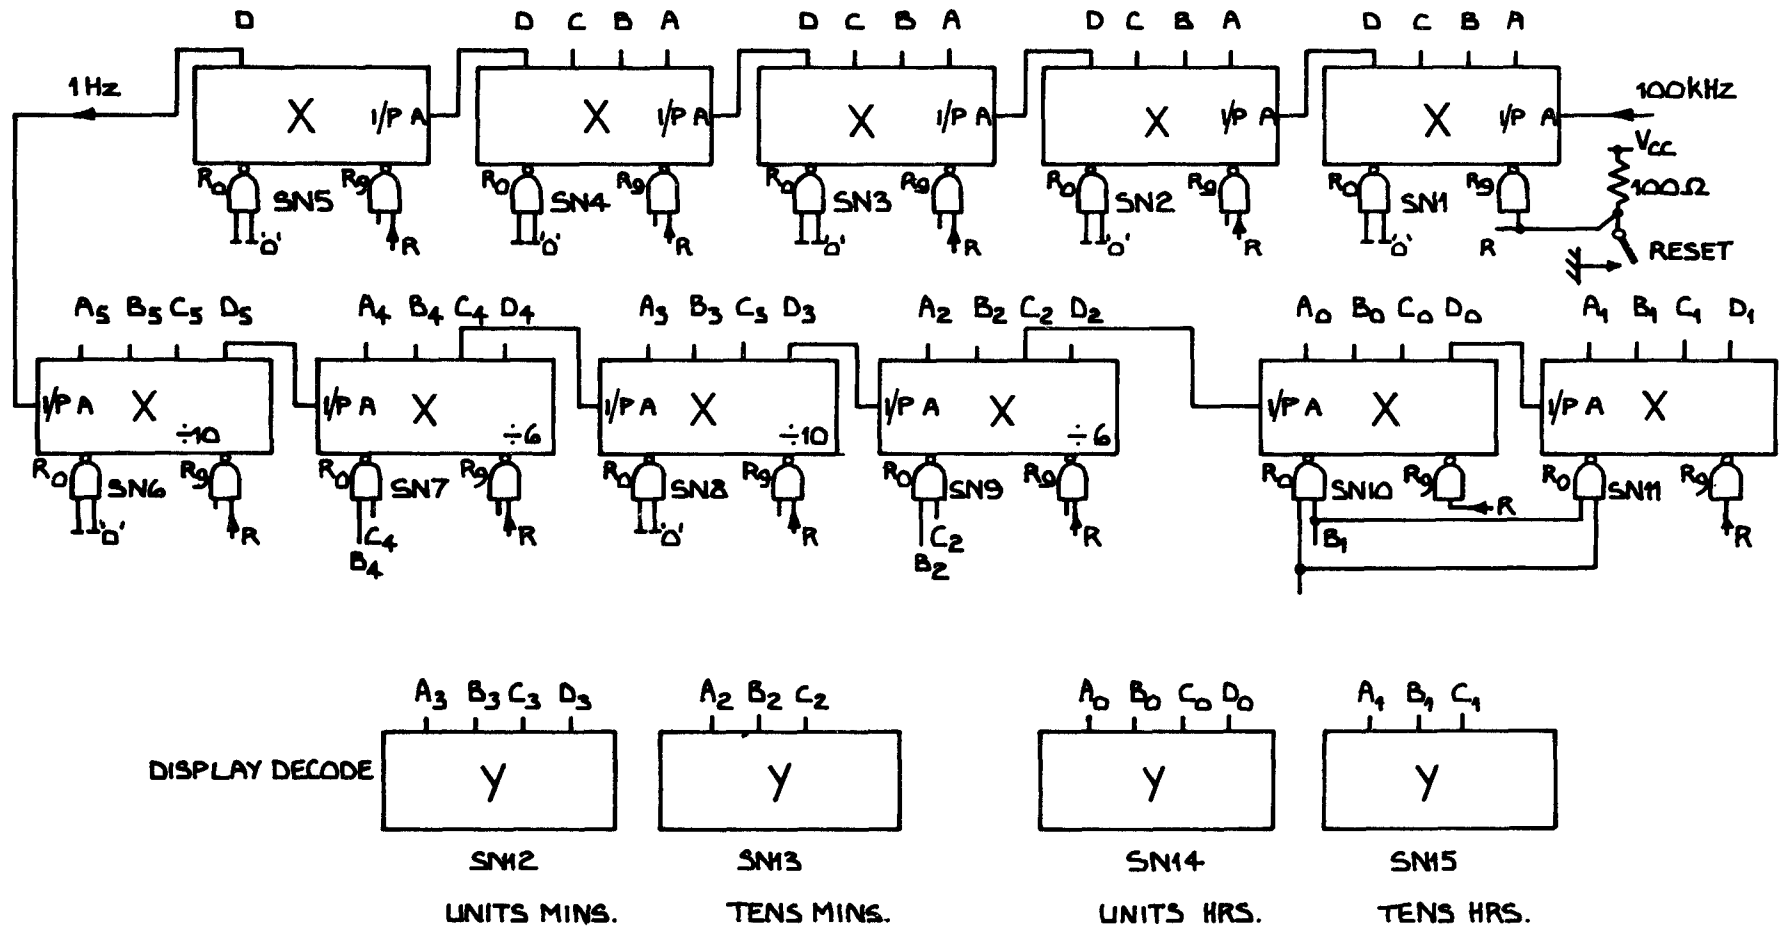 D D C B A D C B A D C B A D C B A
1 Hz X I/P A X I/P A X I/P A X I/P A X I/P A 100kHz
VCC
R0 SN5 R9 R0 SN4 R9 R0 SN3 R9 R0 SN2 R9 R0 SN1 R9 100Ω
'0' R '0' R '0' R '0' R '0' R RESET
A5 B5 C5 D5 A4 B4 C4 D4 A3 B3 C3 D3 A2 B2 C2 D2 A0 B0 C0 D0 A1 B1 C1 D1
I/P A X ÷10 I/P A X ÷6 I/P A X ÷10 I/P A X ÷6 I/P A X I/P A X
R0 SN6 R9 R0 SN7 R9 R0 SN8 R9 R0 SN9 R9 R0 SN10 R9 R0 SN11 R9
'0' R C4 R '0' R C2 R B1 R R
B4 B2
A3 B3 C3 D3 A2 B2 C2 A0 B0 C0 D0 A1 B1 C1
DISPLAY DECODE Y Y Y Y
SN12 SN13 SN14 SN15
UNITS MINS. TENS MINS. UNITS HRS. TENS HRS.